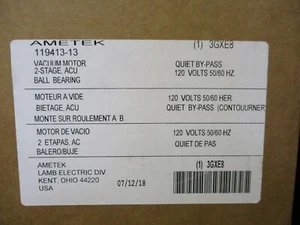 AMETEK (1) 3GXE8
119413-13
VACUUM MOTOR QUIET BY-PASS
2-STAGE, ACU 120 VOLTS 50/60 HZ.
BALL BEARING
MOTEUR A VIDE 120 VOLTS 50/60 HER
BIETAGE, ACU QUIET BY-PASS (CONTOURNER)
MONTE SUR ROULEMENT A B
MOTOR DE VACIO 120 VOLTS 50/60 HZ
2 ETAPAS, AC QUIET DE PAS
BALERO/BUJE
AMETEK (1) 3GXE8
LAMB ELECTRIC DIV.
KENT, OHIO 44220
USA 07/12/18